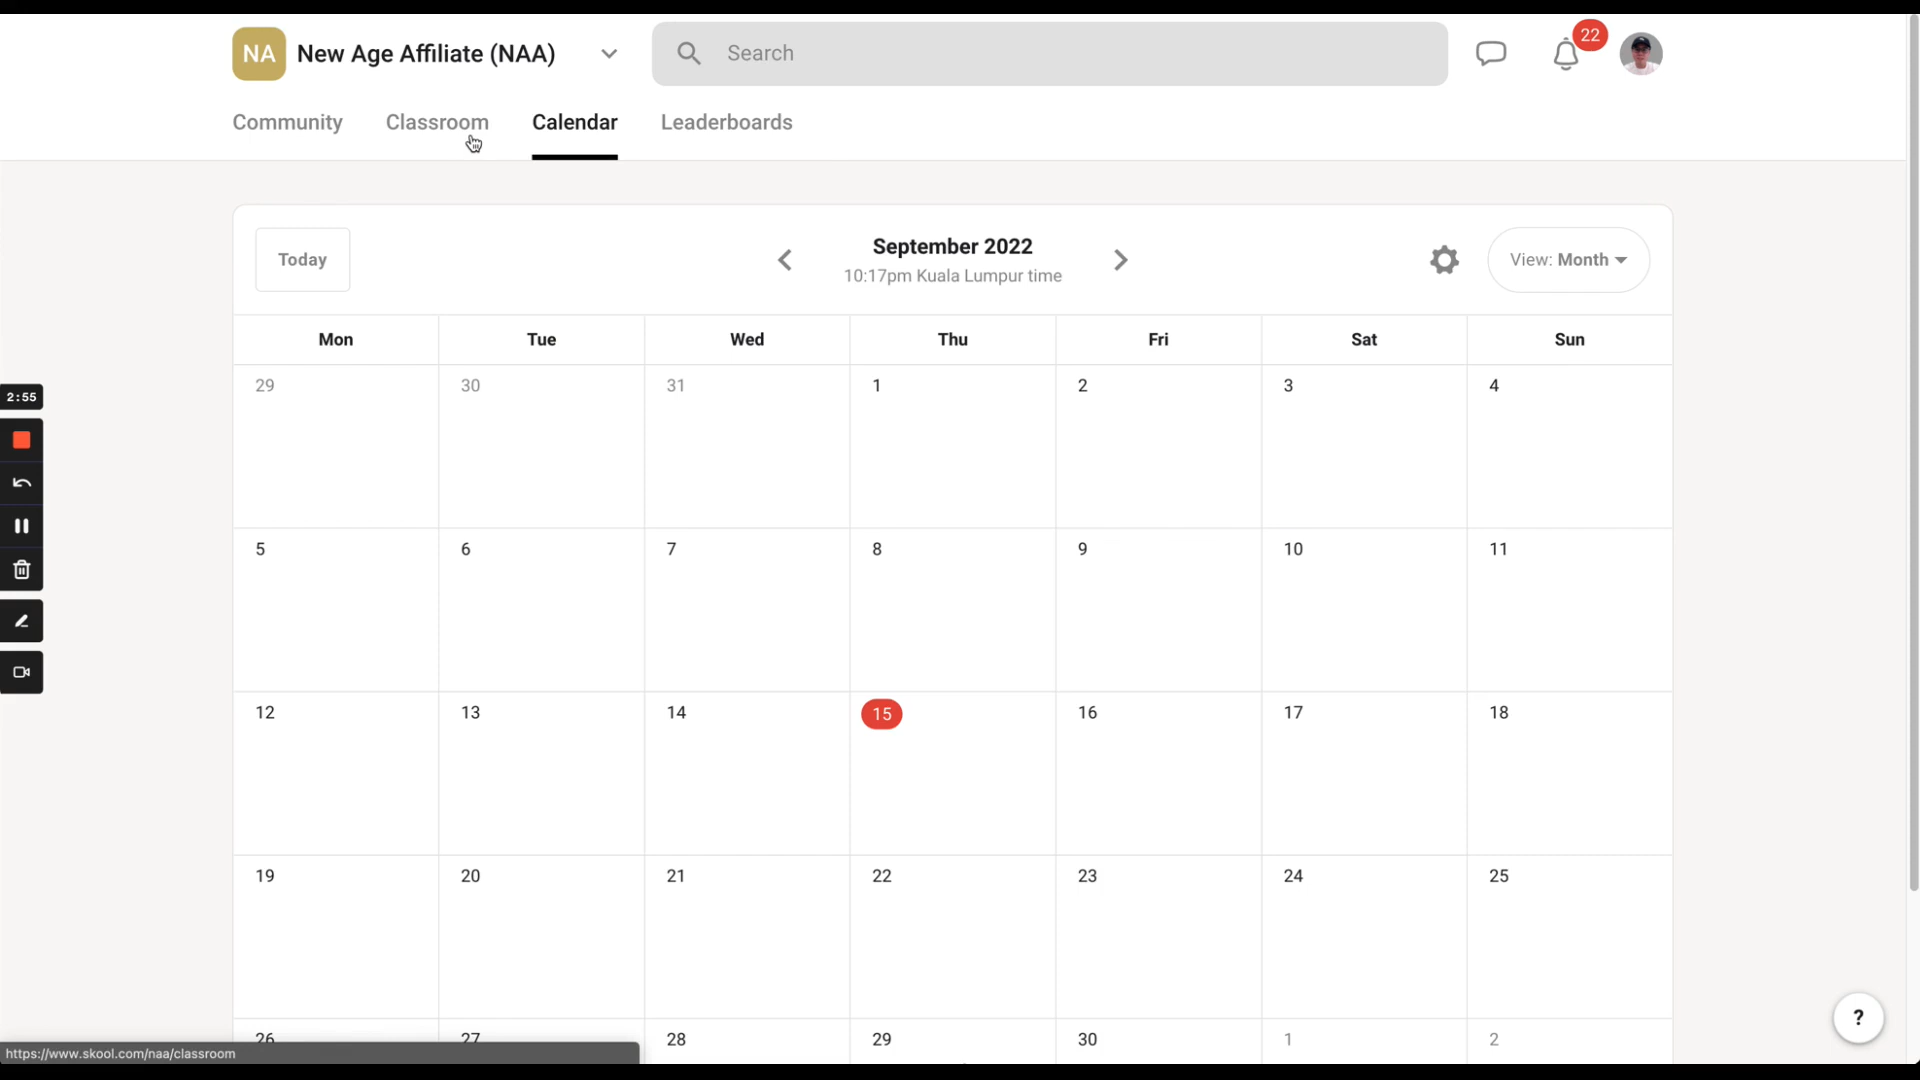 NA New Age Affiliate (NAA)
Search
22
Community Classroom Calendar Leaderboards
Today
September 2022
10:17pm Kuala Lumpur time
View: Month
Mon Tue Wed Thu Fri Sat Sun
29 30 31 1 2 3 4
2:55
5 6 7 8 9 10 11
12 13 14 15 16 17 18
19 20 21 22 23 24 25
?
26 27 28 29 30 1 2
https://www.skool.com/naa/classroom